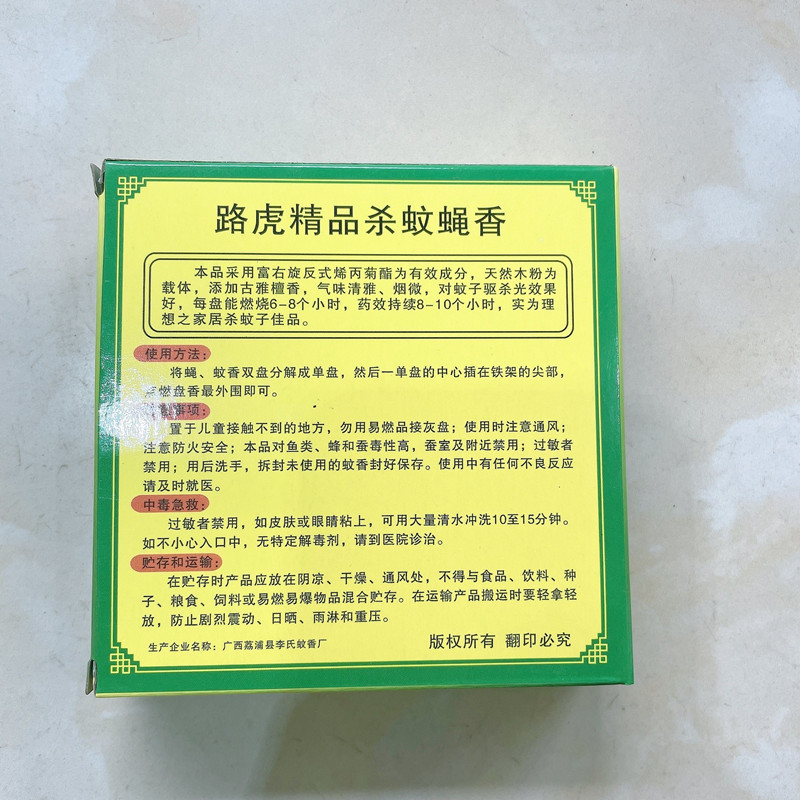 路虎精品杀蚊蝇香
本品采用富右旋反式烯丙菊酯为有效成分，天然木粉为
载体，添加古雅檀香，气味清雅、烟微，对蚊子驱杀光效果
好，每盘能燃烧6-8个小时，药效持续8-10个小时，实为理
想之家居杀蚊子佳品。
使用方法：
将蝇、蚊香双盘分解成单盘，然后一单盘的中心插在铁架的尖部，
燃盘香最外围即可。
事项：
置于儿童接触不到的地方，勿用易燃品接灰盘；使用时注意通风；
注意防火安全；本品对鱼类、蜂和蚕毒性高，蚕室及附近禁用；过敏者
禁用；用后洗手，拆封未使用的蚊香封好保存。使用中有任何不良反应
请及时就医。
中毒急救：
过敏者禁用，如皮肤或眼睛粘上，可用大量清水冲洗10至15分钟。
如不小心入口中，无特定解毒剂，请到医院诊治。
贮存和运输：
在贮存时产品应放在阴凉、干燥、通风处，不得与食品、饮料、种
子、粮食、饲料或易燃易爆物品混合贮存。在运输产品搬运时要轻拿轻
放，防止剧烈震动、日晒、雨淋和重压。
生产企业名称：广西荔浦县李氏蚊香厂
版权所有 翻印必究